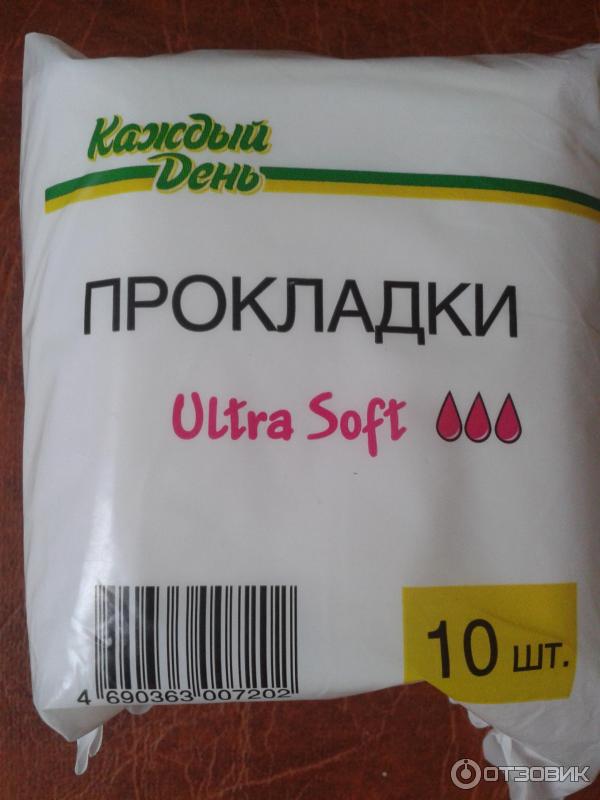 Каждый
День
ПРОКЛАДКИ
Ultra Soft
10 шт.
4 690363 007202
ОТЗОВИК